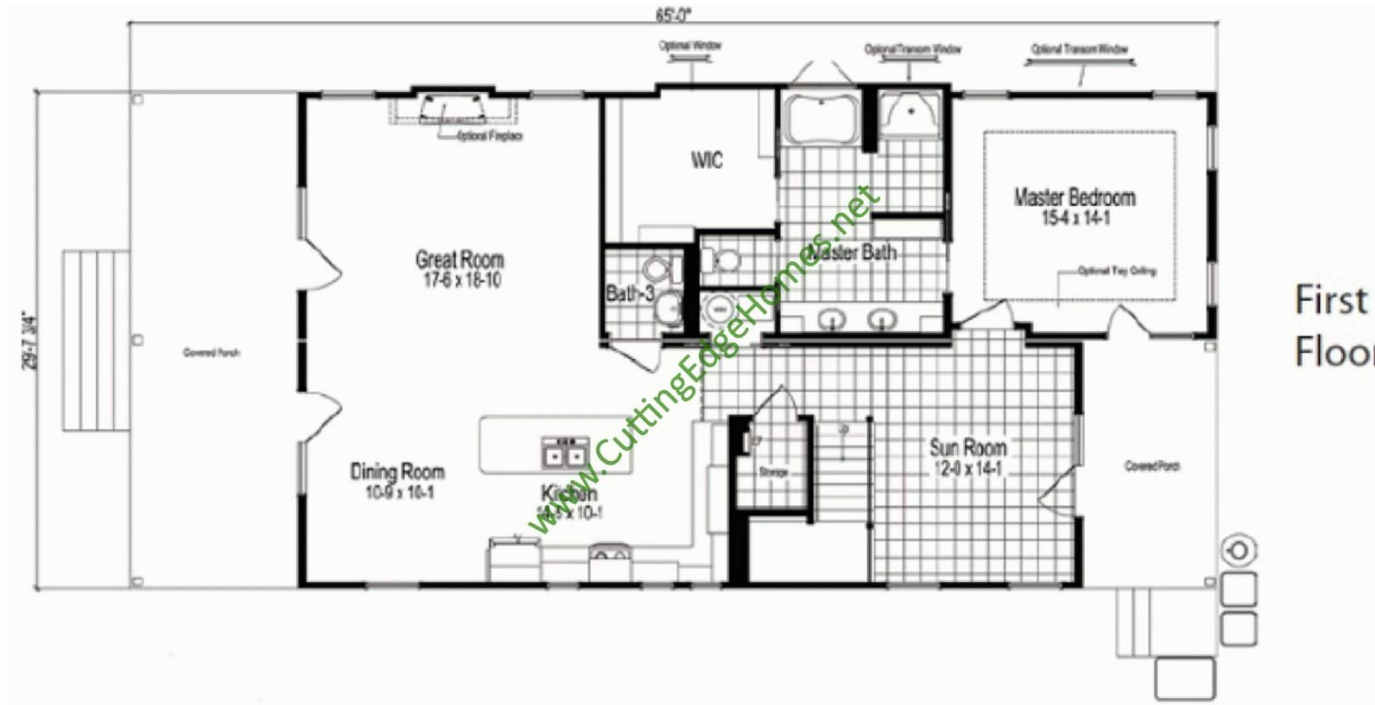 65'-0"
Optional Window
Optional Transom Window
Optional Transom Window
Optional Fireplace
WIC
Master Bedroom
15-4 x 14-1
Great Room
17-6 x 18-10
Master Bath
Optional Tray Ceiling
Bath-3
29'-7 3/4"
Covered Porch
First
Floor
UP
Sun Room
12-0 x 14-1
Covered Porch
Dining Room
10-9 x 10-1
Storage
Kitchen
x 10-1
www.CuttingEdgeHomes.net